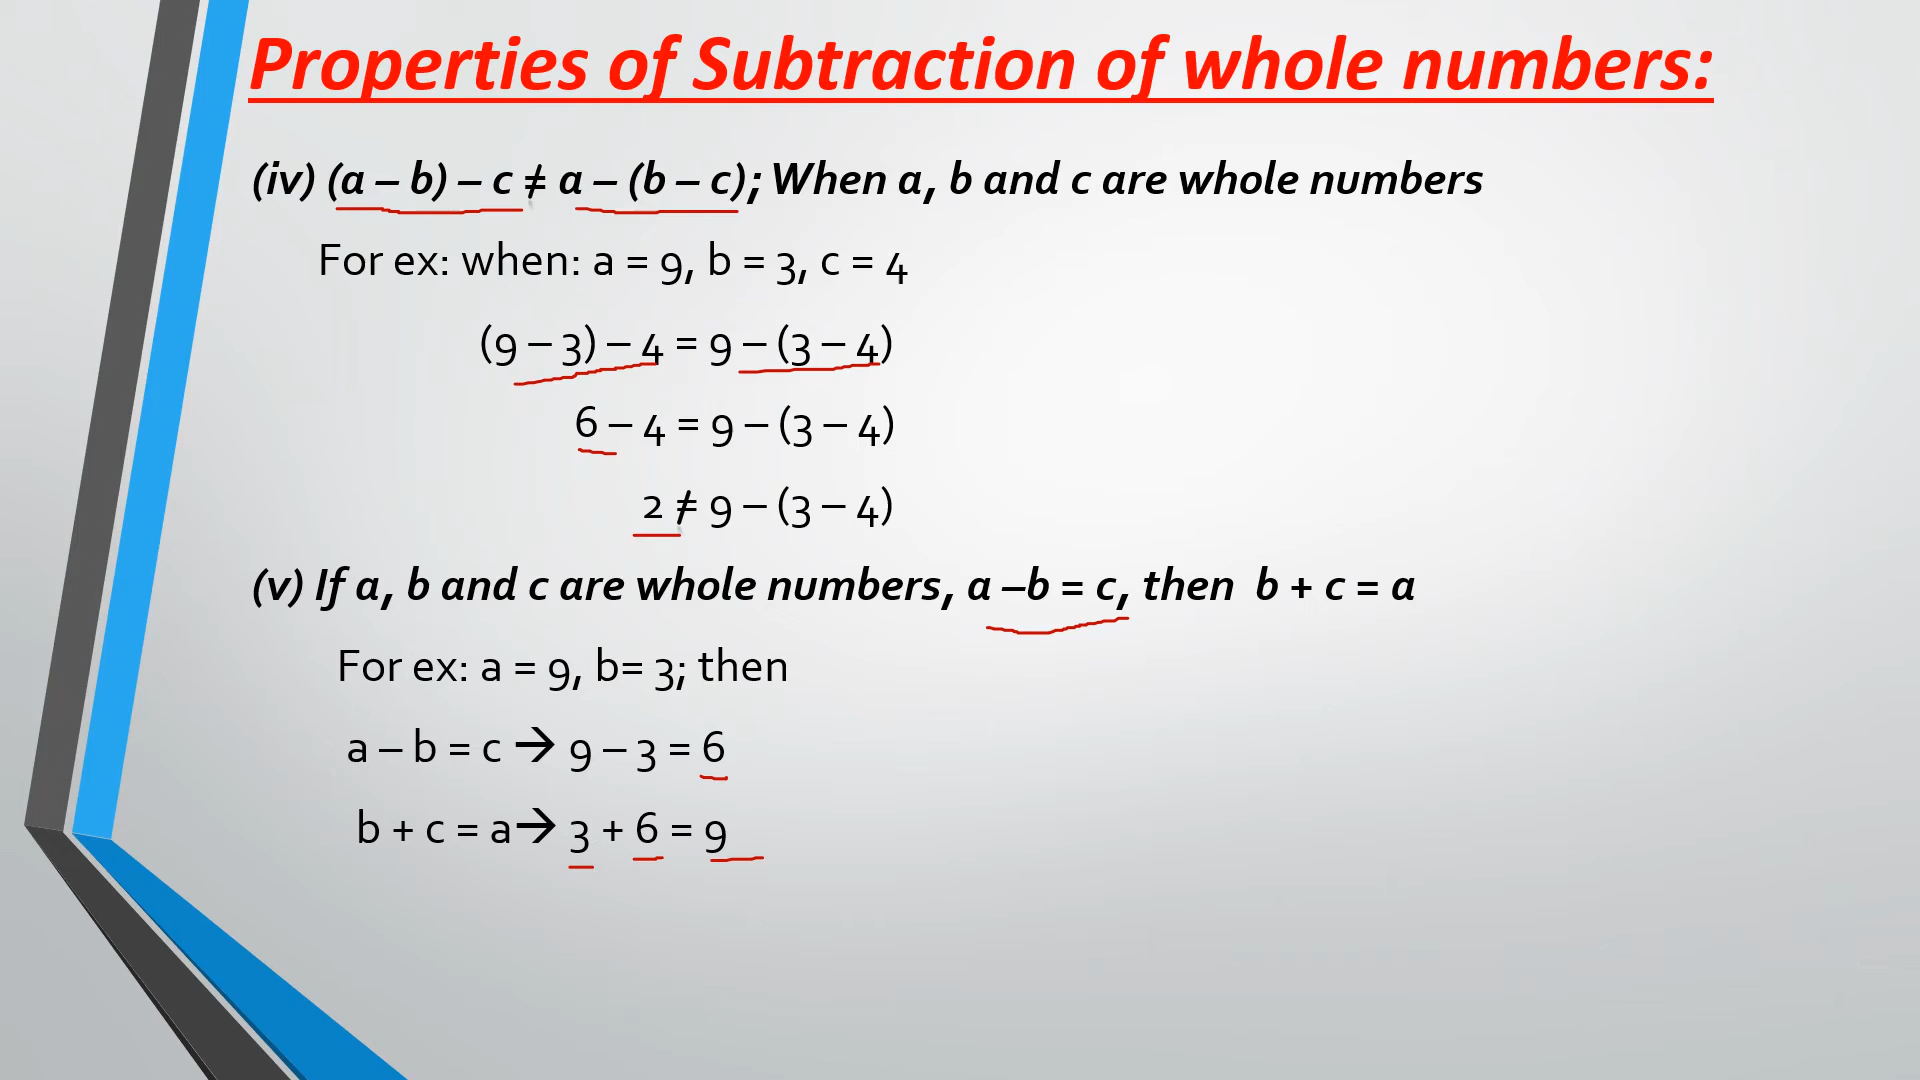 Properties of Subtraction of whole numbers:
(iv) (a – b) – c ≠ a – (b – c); When a, b and c are whole numbers
For ex: when: a = 9, b = 3, c = 4
(9 – 3) – 4 = 9 – (3 – 4)
6 – 4 = 9 – (3 – 4)
2 ≠ 9 – (3 – 4)
(v) If a, b and c are whole numbers, a –b = c, then b + c = a
For ex: a = 9, b= 3; then
a – b = c → 9 – 3 = 6
b + c = a→ 3 + 6 = 9